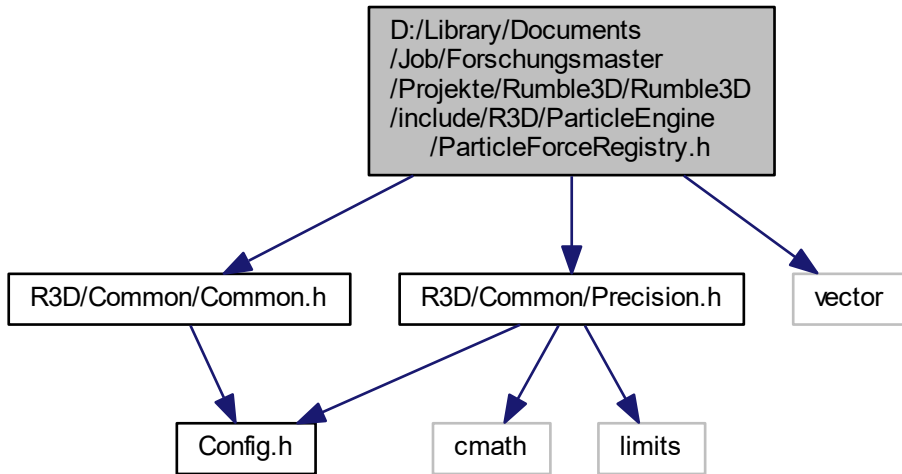 D:/Library/Documents
/Job/Forschungsmaster
/Projekte/Rumble3D/Rumble3D
/include/R3D/ParticleEngine
/ParticleForceRegistry.h
R3D/Common/Common.h
R3D/Common/Precision.h
vector
Config.h
cmath
limits